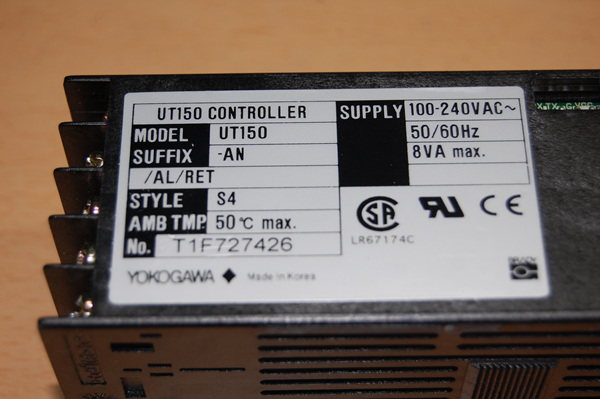 UT150 CONTROLLER
MODEL UT150
SUFFIX -AN
/AL/RET
STYLE S4
AMB TMP 50°C max.
No. T1F727426
SUPPLY 100-240VAC~
50/60Hz
8VA max.
LR67174C
YOKOGAWA ◆ Made in Korea
BRADY